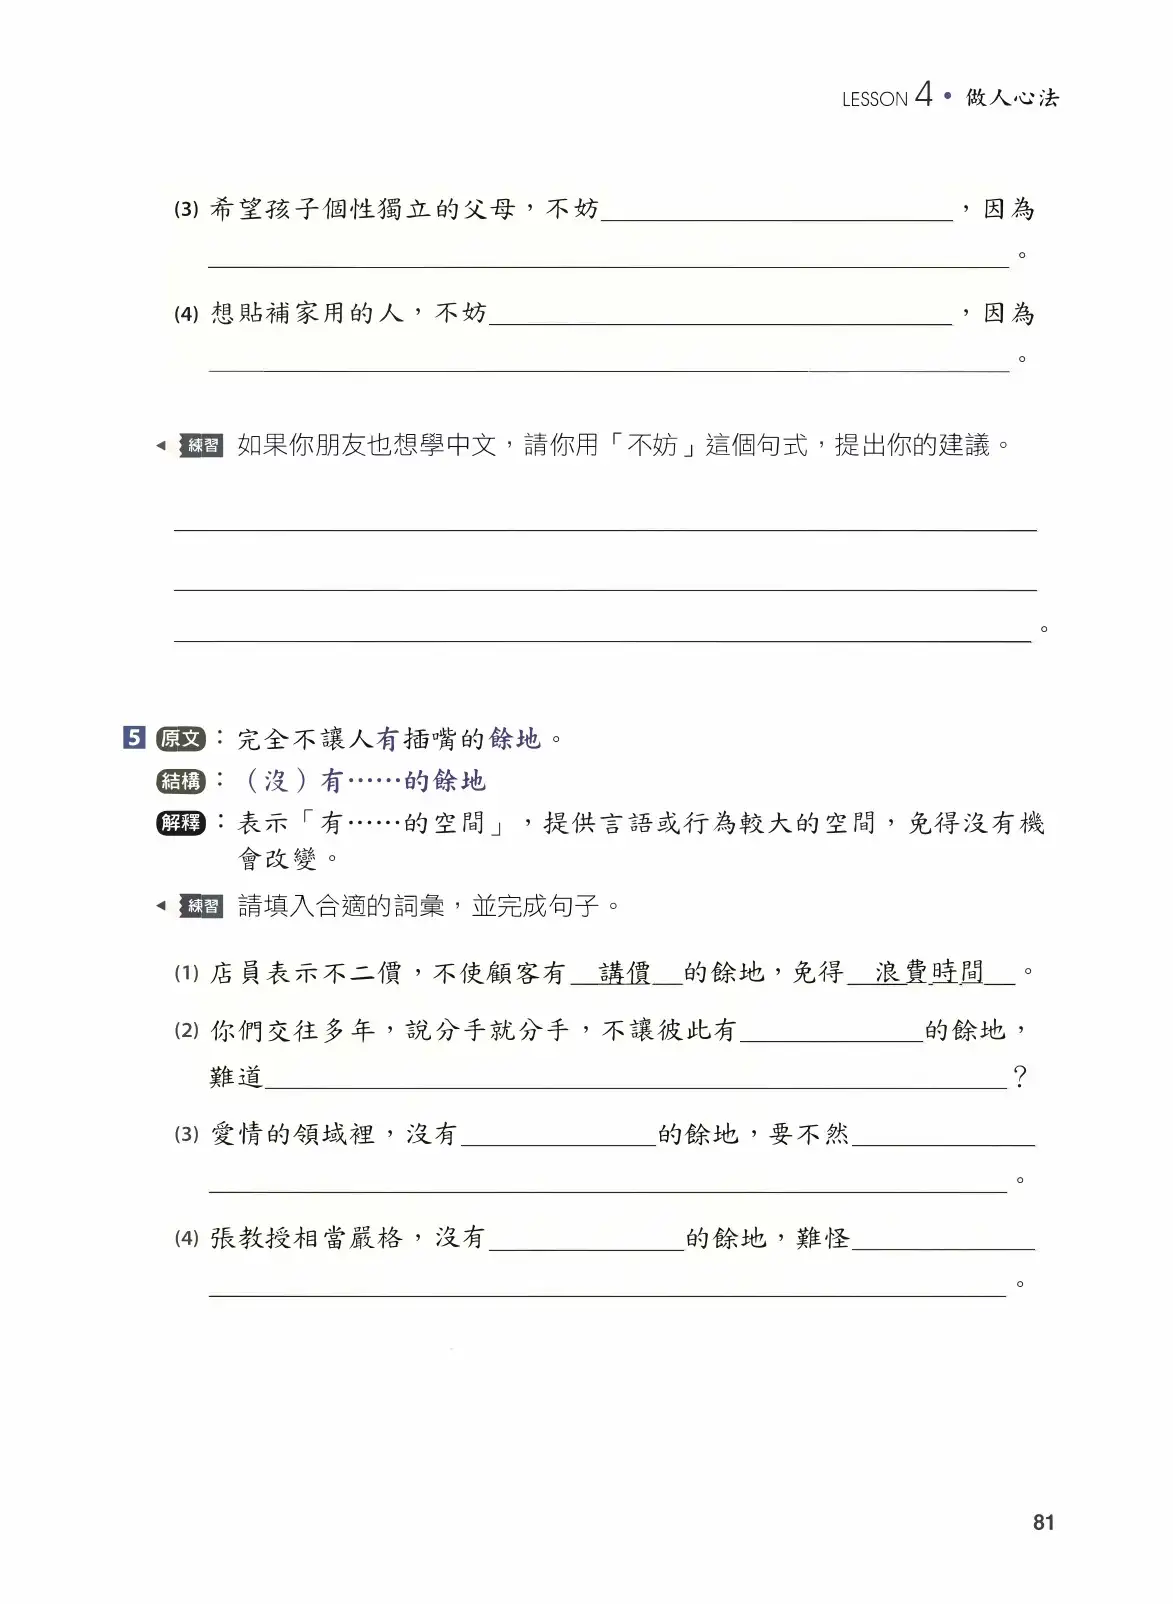 LESSON 4 • 做人心法
(3) 希望孩子個性獨立的父母，不妨＿＿＿＿＿＿＿＿＿＿，因為
＿＿＿＿＿＿＿＿＿＿＿＿＿＿＿＿＿＿＿＿。
(4) 想貼補家用的人，不妨＿＿＿＿＿＿＿＿＿＿＿＿，因為
＿＿＿＿＿＿＿＿＿＿＿＿＿＿＿＿＿＿＿＿。
◂ 練習 如果你朋友也想學中文，請你用「不妨」這個句式，提出你的建議。
＿＿＿＿＿＿＿＿＿＿＿＿＿＿＿＿＿＿＿＿
＿＿＿＿＿＿＿＿＿＿＿＿＿＿＿＿＿＿＿＿
＿＿＿＿＿＿＿＿＿＿＿＿＿＿＿＿＿＿＿＿。
5 原文：完全不讓人有插嘴的餘地。
結構：（沒）有……的餘地
解釋：表示「有……的空間」，提供言語或行為較大的空間，免得沒有機
會改變。
◂ 練習 請填入合適的詞彙，並完成句子。
(1) 店員表示不二價，不使顧客有＿講價＿的餘地，免得＿浪費時間＿。
(2) 你們交往多年，說分手就分手，不讓彼此有＿＿＿＿＿的餘地，
難道＿＿＿＿＿＿＿＿＿＿＿＿＿＿＿＿＿＿？
(3) 愛情的領域裡，沒有＿＿＿＿＿的餘地，要不然＿＿＿＿＿
＿＿＿＿＿＿＿＿＿＿＿＿＿＿＿＿＿＿＿＿。
(4) 張教授相當嚴格，沒有＿＿＿＿＿的餘地，難怪＿＿＿＿＿
＿＿＿＿＿＿＿＿＿＿＿＿＿＿＿＿＿＿＿＿。
81